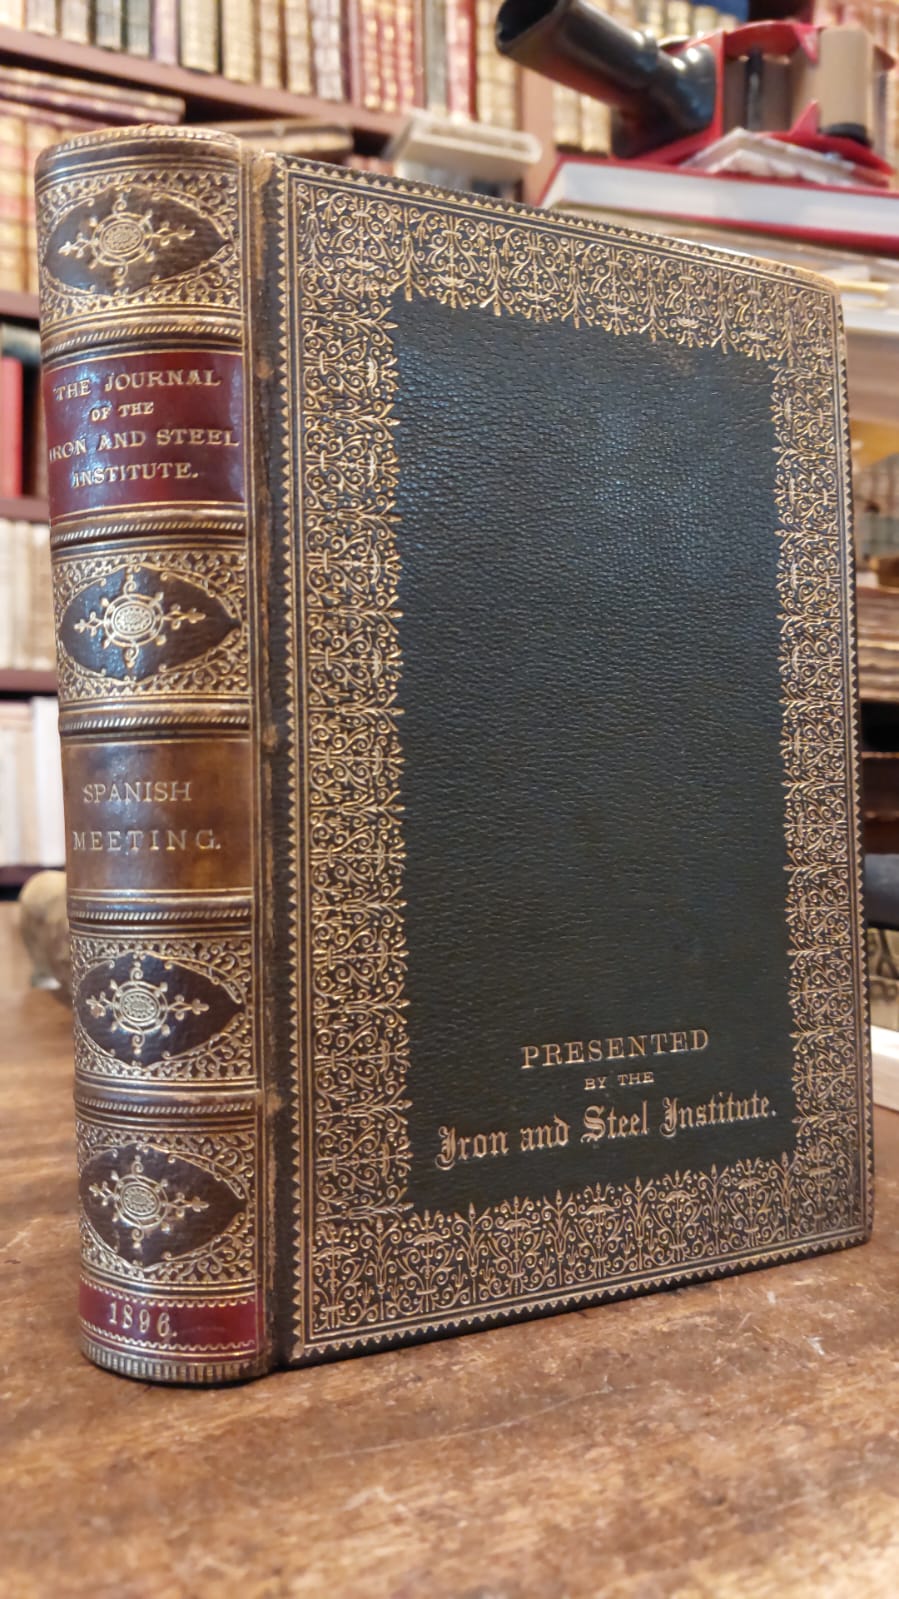 THE JOURNAL
OF THE
IRON AND STEEL
INSTITUTE.
SPANISH
MEETING.
1896.
PRESENTED
BY THE
Iron and Steel Institute.